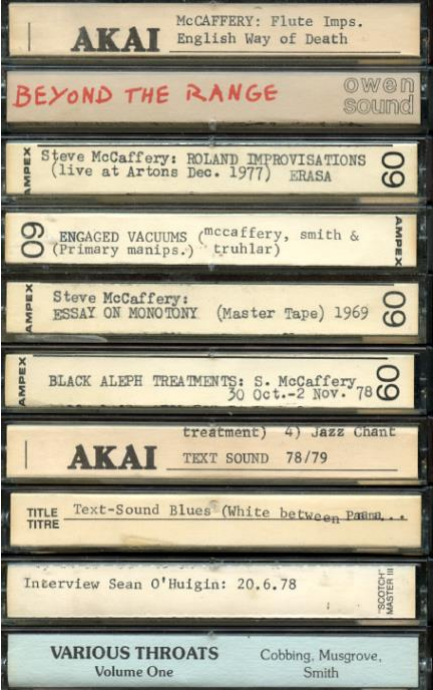 McCAFFERY: Flute Imps.
AKAI English Way of Death
BEYOND THE RANGE owen sound
AMPEX Steve McCaffery: ROLAND IMPROVISATIONS 60
(live at Artons Dec. 1977) ERASA
60 ENGAGED VACUUMS (mccaffery, smith & AMPEX
(Primary manips.) truhlar)
AMPEX Steve McCaffery: 60
ESSAY ON MONOTONY (Master Tape) 1969
AMPEX BLACK ALEPH TREATMENTS: S. McCaffery 60
30 Oct.-2 Nov. '78
treatment) 4) Jazz Chant
AKAI TEXT SOUND 78/79
TITLE Text-Sound Blues (White between
TITRE
Interview Sean O'Huigin: 20.6.78 "SCOTCH"
MASTER III
VARIOUS THROATS Cobbing, Musgrove,
Volume One Smith